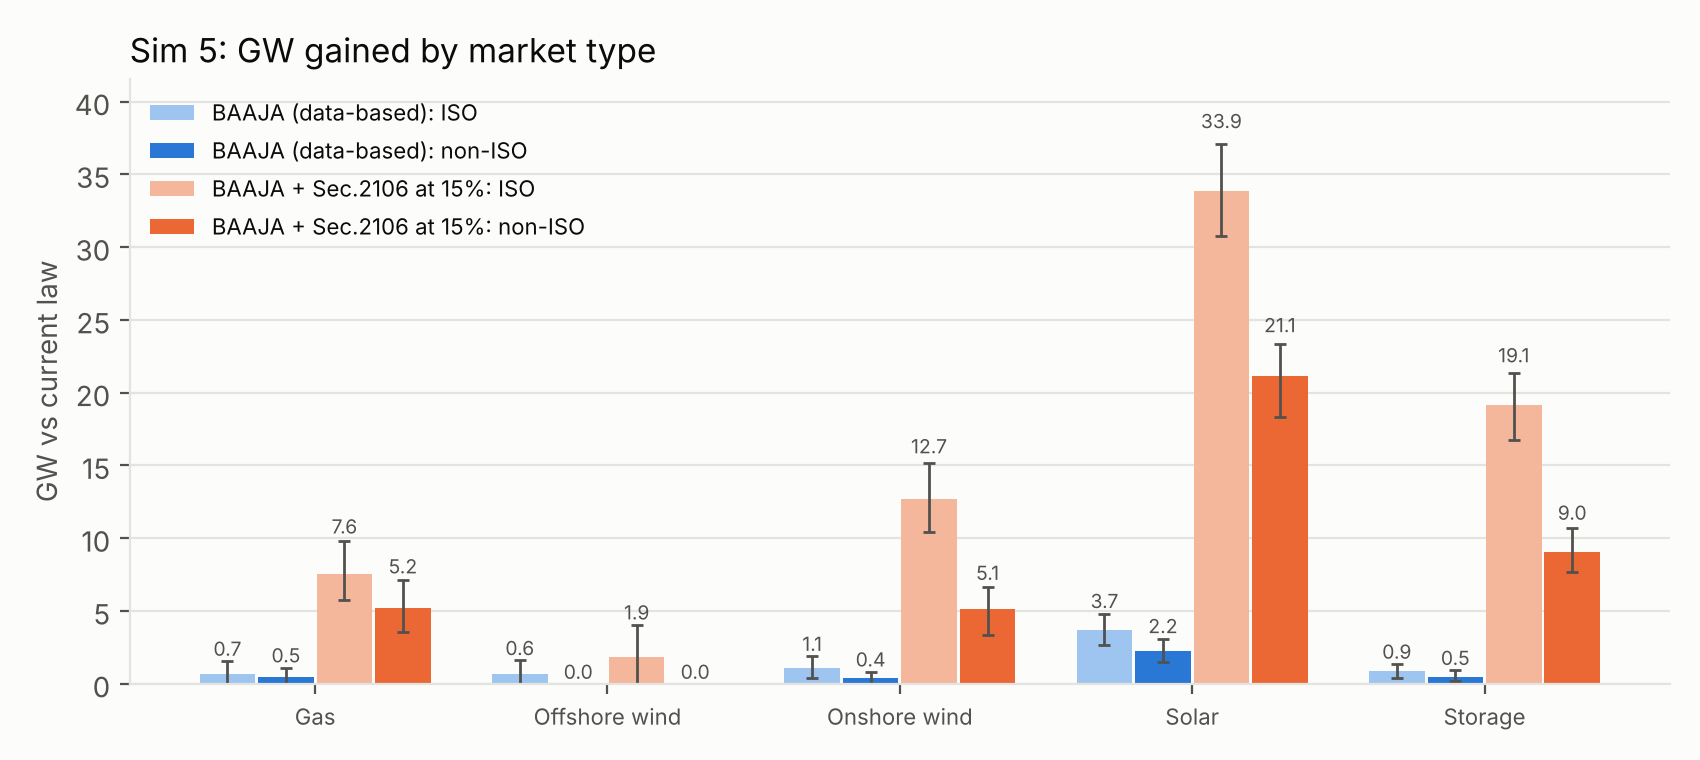 Sim 5: GW gained by market type
BAAJA (data-based): ISO
BAAJA (data-based): non-ISO
BAAJA + Sec.2106 at 15%: ISO
BAAJA + Sec.2106 at 15%: non-ISO
GW vs current law
40
35
30
25
20
15
10
5
0
0.7
0.5
7.6
5.2
0.6
0.0
1.9
0.0
1.1
0.4
12.7
5.1
3.7
2.2
33.9
21.1
0.9
0.5
19.1
9.0
Gas
Offshore wind
Onshore wind
Solar
Storage